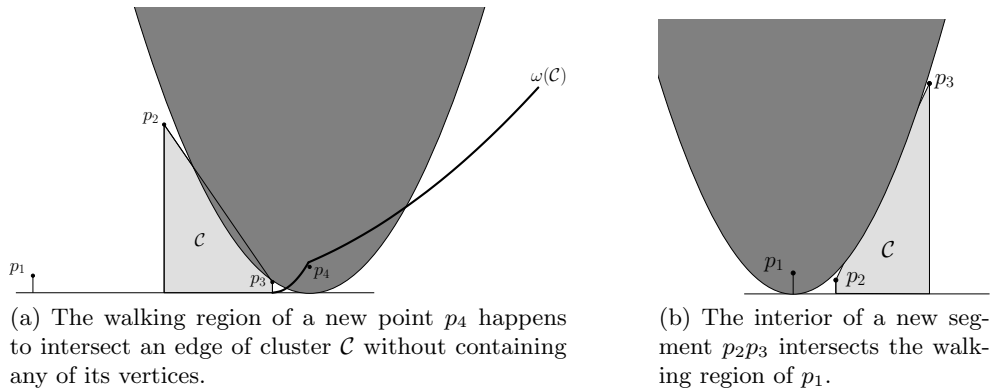 ω(C)
p₂
C
p₁
p₃
p₄
(a) The walking region of a new point p₄ happens
to intersect an edge of cluster C without containing
any of its vertices.
p₃
p₁
C
p₂
(b) The interior of a new seg-
ment p₂p₃ intersects the walk-
ing region of p₁.